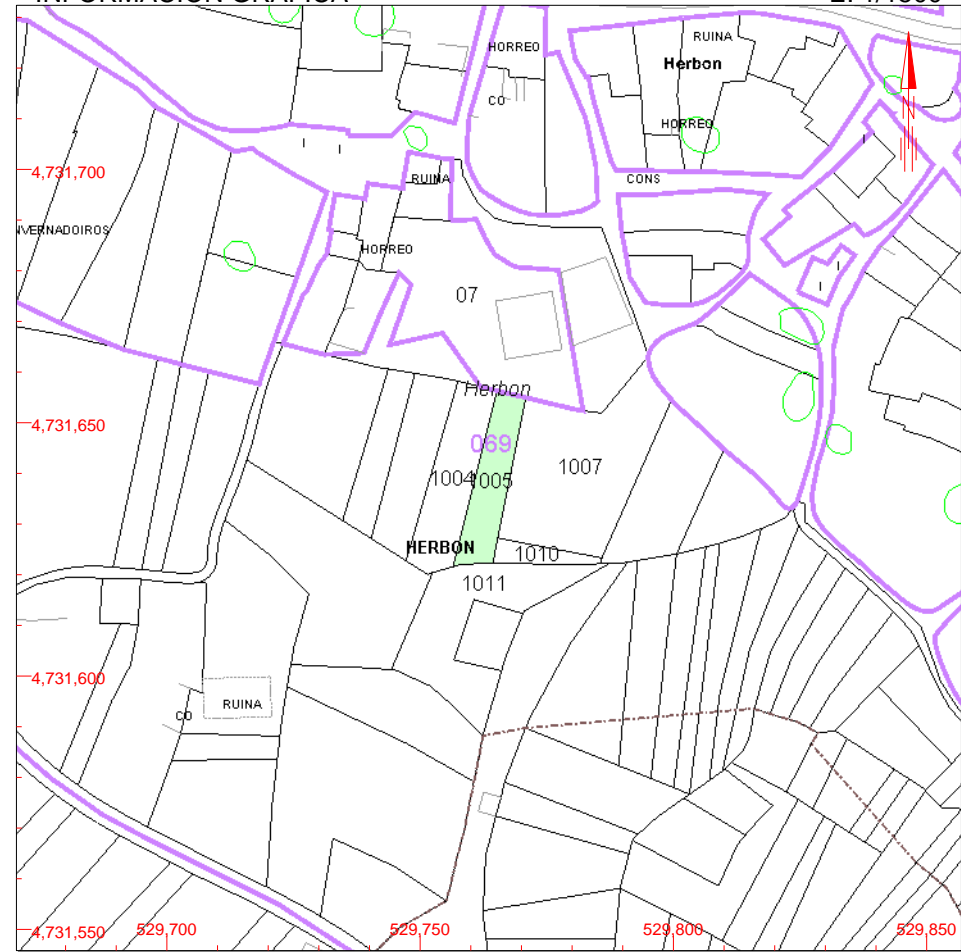 HORREO
RUINA
Herbon
CO
HORREO
4,731,700
RUINA
CONS
NVERNADOIROS
HORREO
07
Herbon
4,731,650
069
1007
1004
1005
HERBON
1010
1011
4,731,600
RUINA
CO
4,731,550
529,700
529,750
529,800
529,850